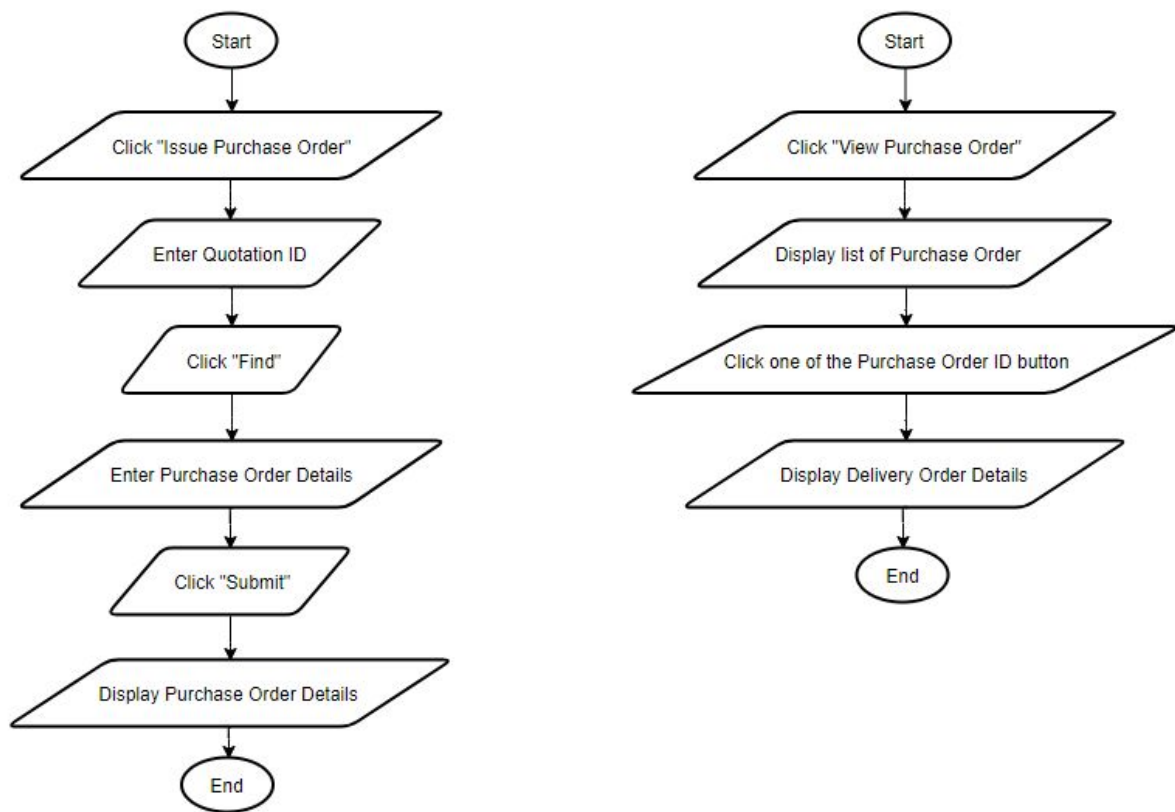 Start
Click "Issue Purchase Order"
Enter Quotation ID
Click "Find"
Enter Purchase Order Details
Click "Submit"
Display Purchase Order Details
End
Start
Click "View Purchase Order"
Display list of Purchase Order
Click one of the Purchase Order ID button
Display Delivery Order Details
End